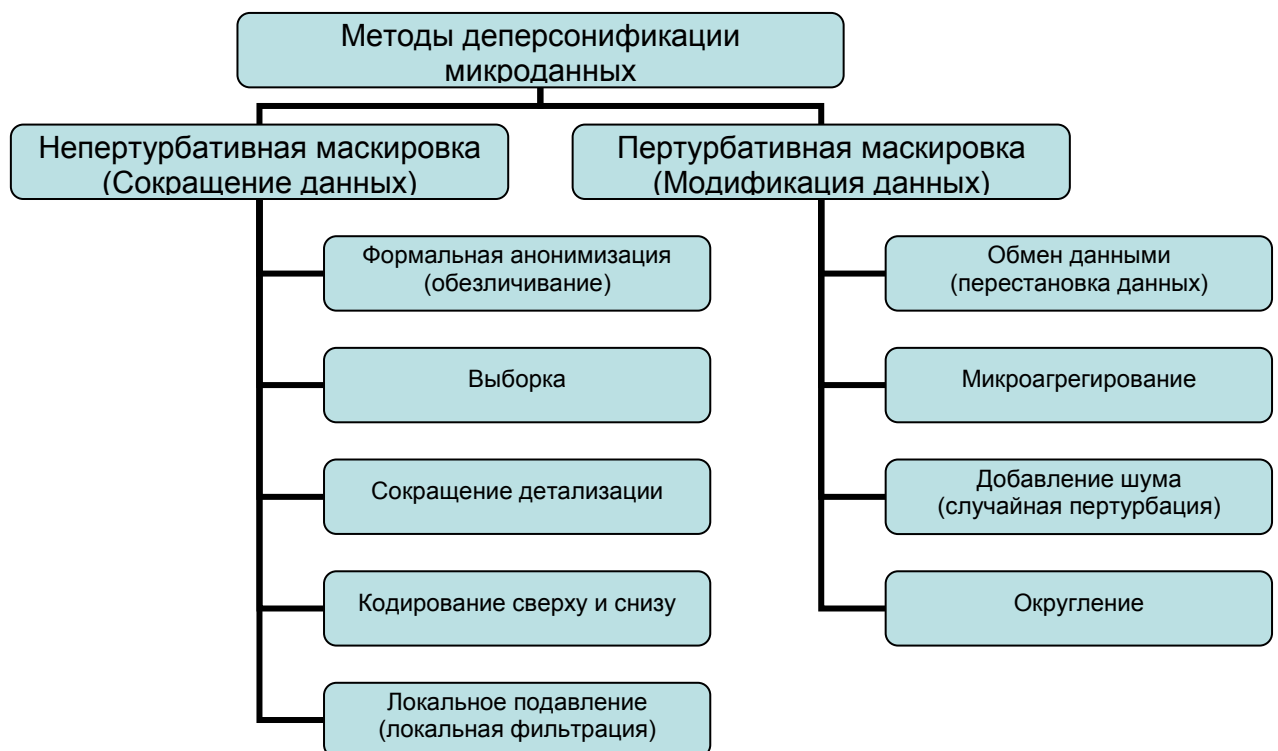 Методы деперсонификации
микроданных
Непертурбативная маскировка
(Сокращение данных)
Пертурбативная маскировка
(Модификация данных)
Формальная анонимизация
(обезличивание)
Выборка
Сокращение детализации
Кодирование сверху и снизу
Локальное подавление
(локальная фильтрация)
Обмен данными
(перестановка данных)
Микроагрегирование
Добавление шума
(случайная пертурбация)
Округление